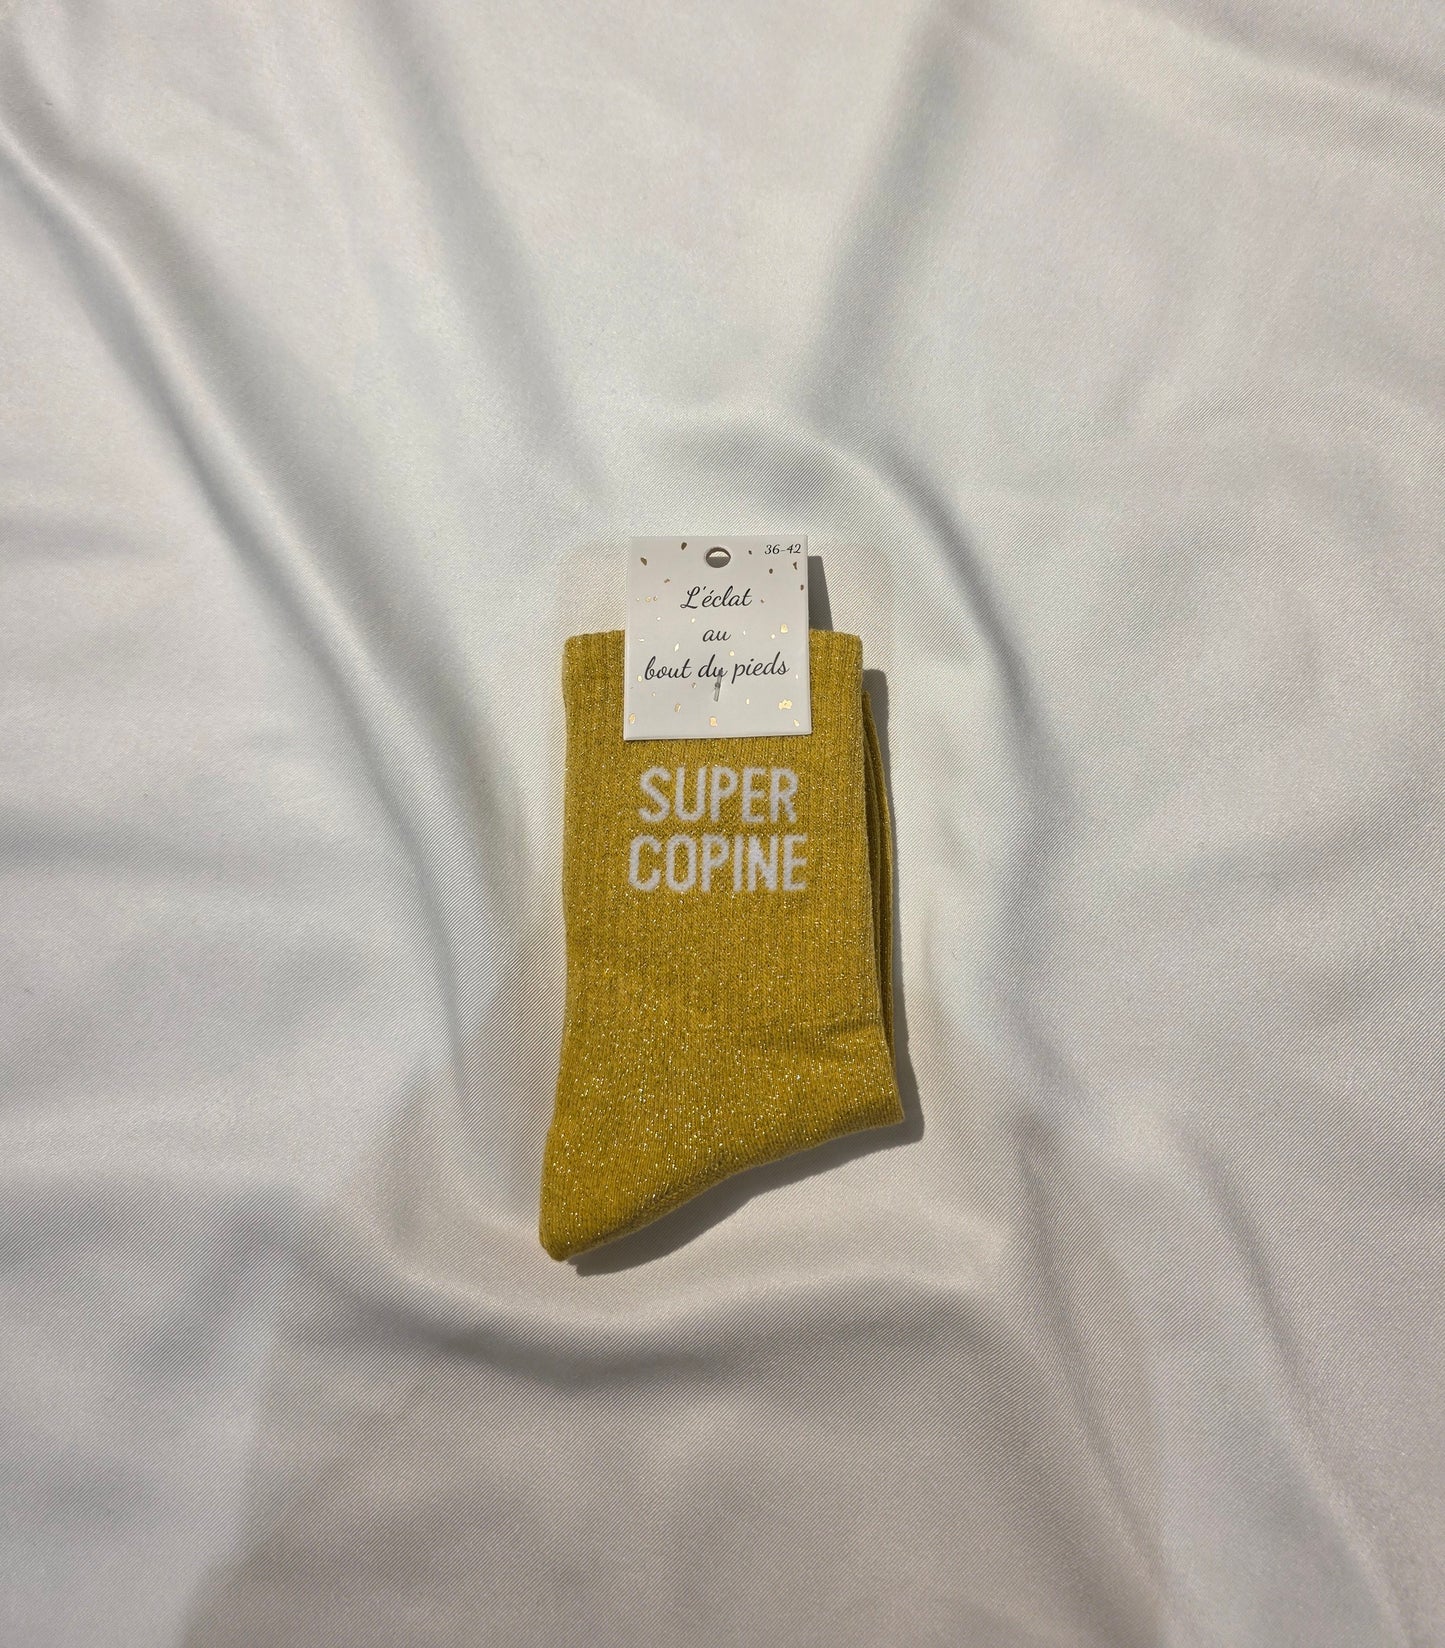 36-42
L'éclat
au
bout du pieds
SUPER
COPINE